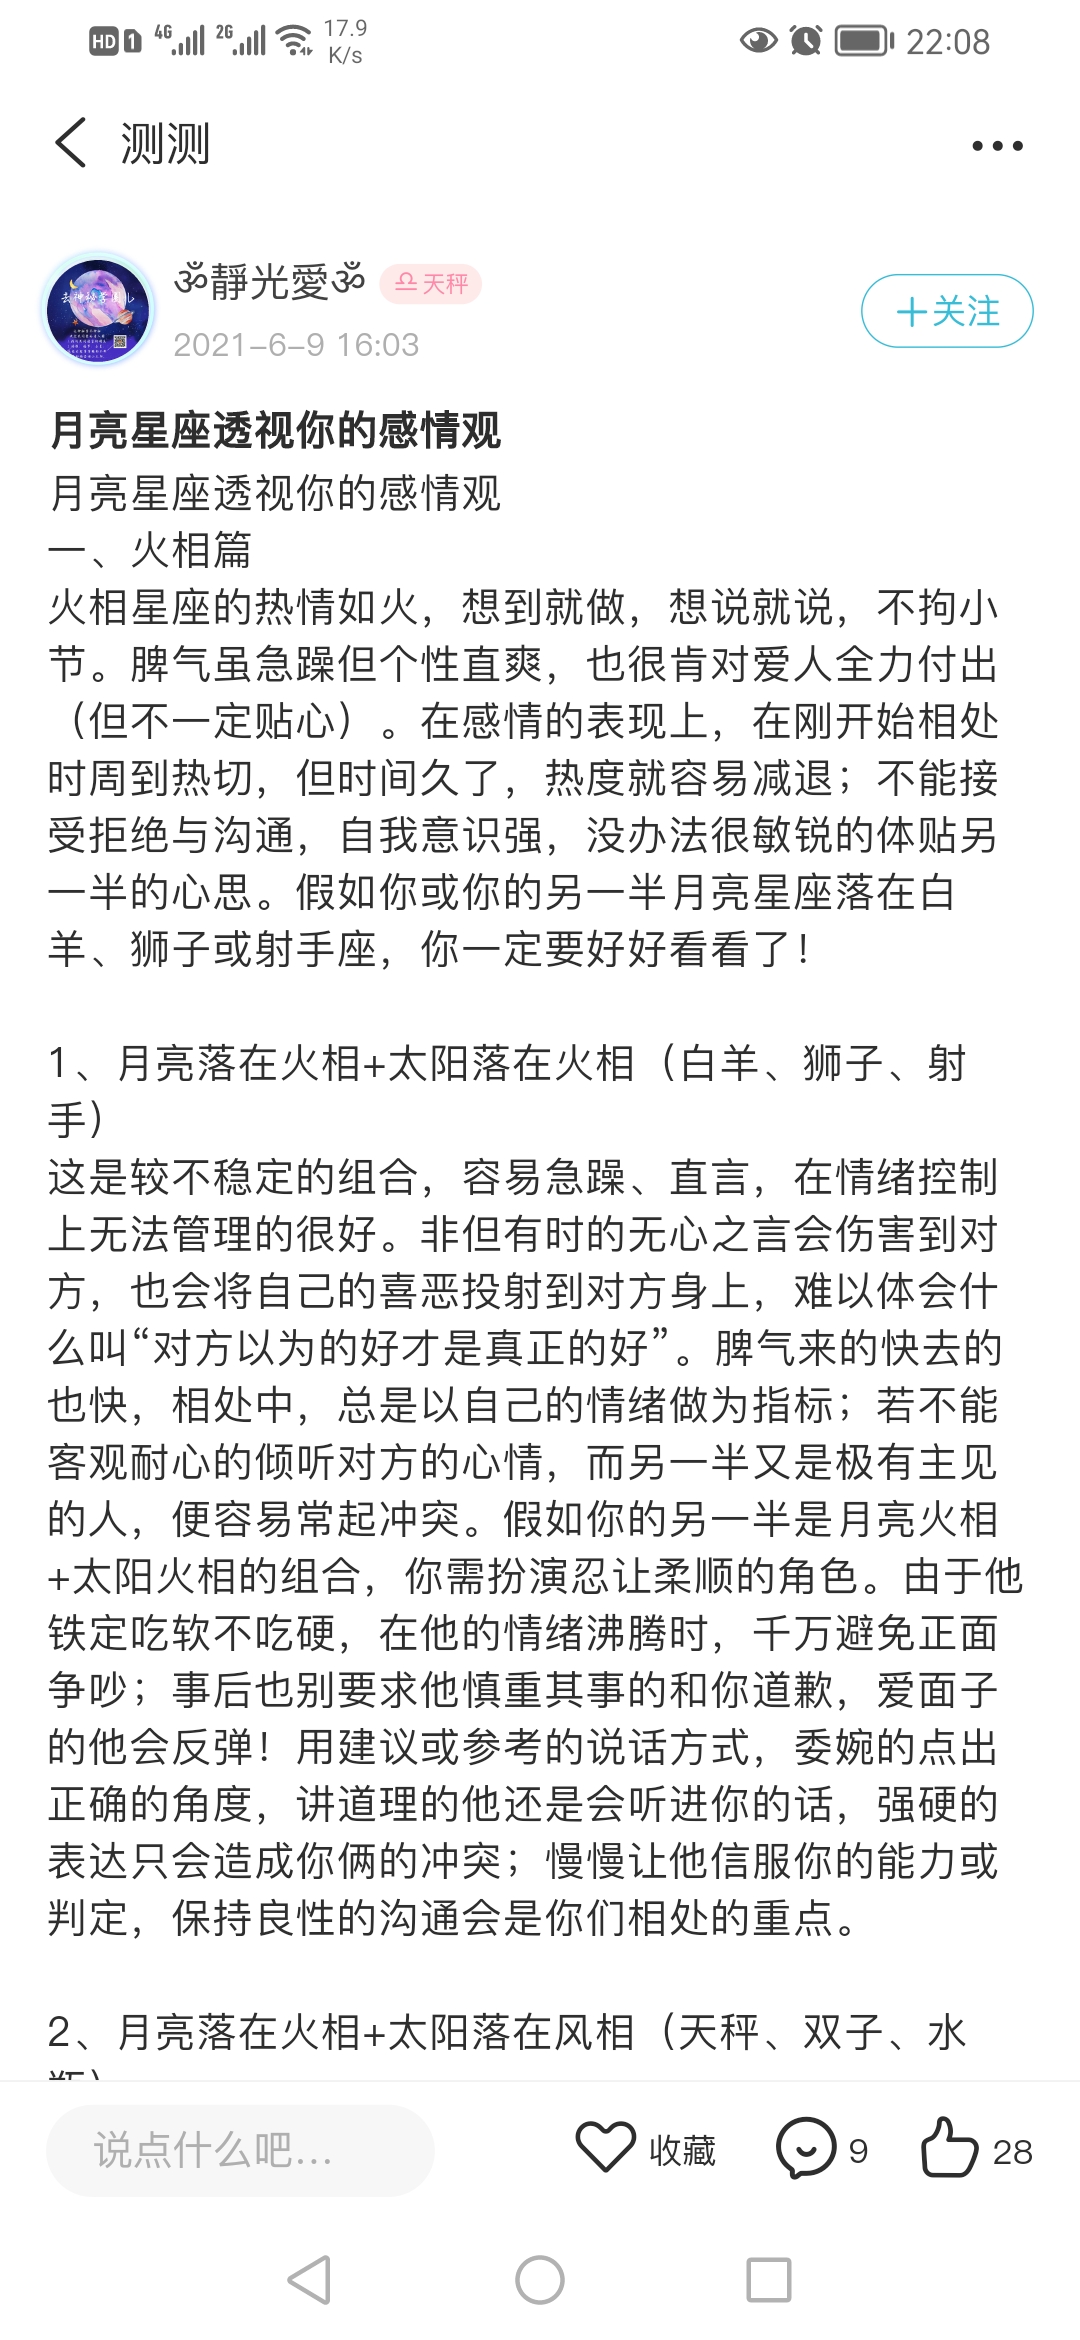 HD 1 4G 2G 17.9 K/s 22:08
测测
ॐ靜光愛ॐ 天秤
2021-6-9 16:03
＋关注
月亮星座透视你的感情观
月亮星座透视你的感情观
一、火相篇
火相星座的热情如火，想到就做，想说就说，不拘小
节。脾气虽急躁但个性直爽，也很肯对爱人全力付出
（但不一定贴心）。在感情的表现上，在刚开始相处
时周到热切，但时间久了，热度就容易减退；不能接
受拒绝与沟通，自我意识强，没办法很敏锐的体贴另
一半的心思。假如你或你的另一半月亮星座落在白
羊、狮子或射手座，你一定要好好看看了！
1、月亮落在火相+太阳落在火相（白羊、狮子、射
手）
这是较不稳定的组合，容易急躁、直言，在情绪控制
上无法管理的很好。非但有时的无心之言会伤害到对
方，也会将自己的喜恶投射到对方身上，难以体会什
么叫“对方以为的好才是真正的好”。脾气来的快去的
也快，相处中，总是以自己的情绪做为指标；若不能
客观耐心的倾听对方的心情，而另一半又是极有主见
的人，便容易常起冲突。假如你的另一半是月亮火相
+太阳火相的组合，你需扮演忍让柔顺的角色。由于他
铁定吃软不吃硬，在他的情绪沸腾时，千万避免正面
争吵；事后也别要求他慎重其事的和你道歉，爱面子
的他会反弹！用建议或参考的说话方式，委婉的点出
正确的角度，讲道理的他还是会听进你的话，强硬的
表达只会造成你俩的冲突；慢慢让他信服你的能力或
判定，保持良性的沟通会是你们相处的重点。
2、月亮落在火相+太阳落在风相（天秤、双子、水
说点什么吧... 收藏 9 28